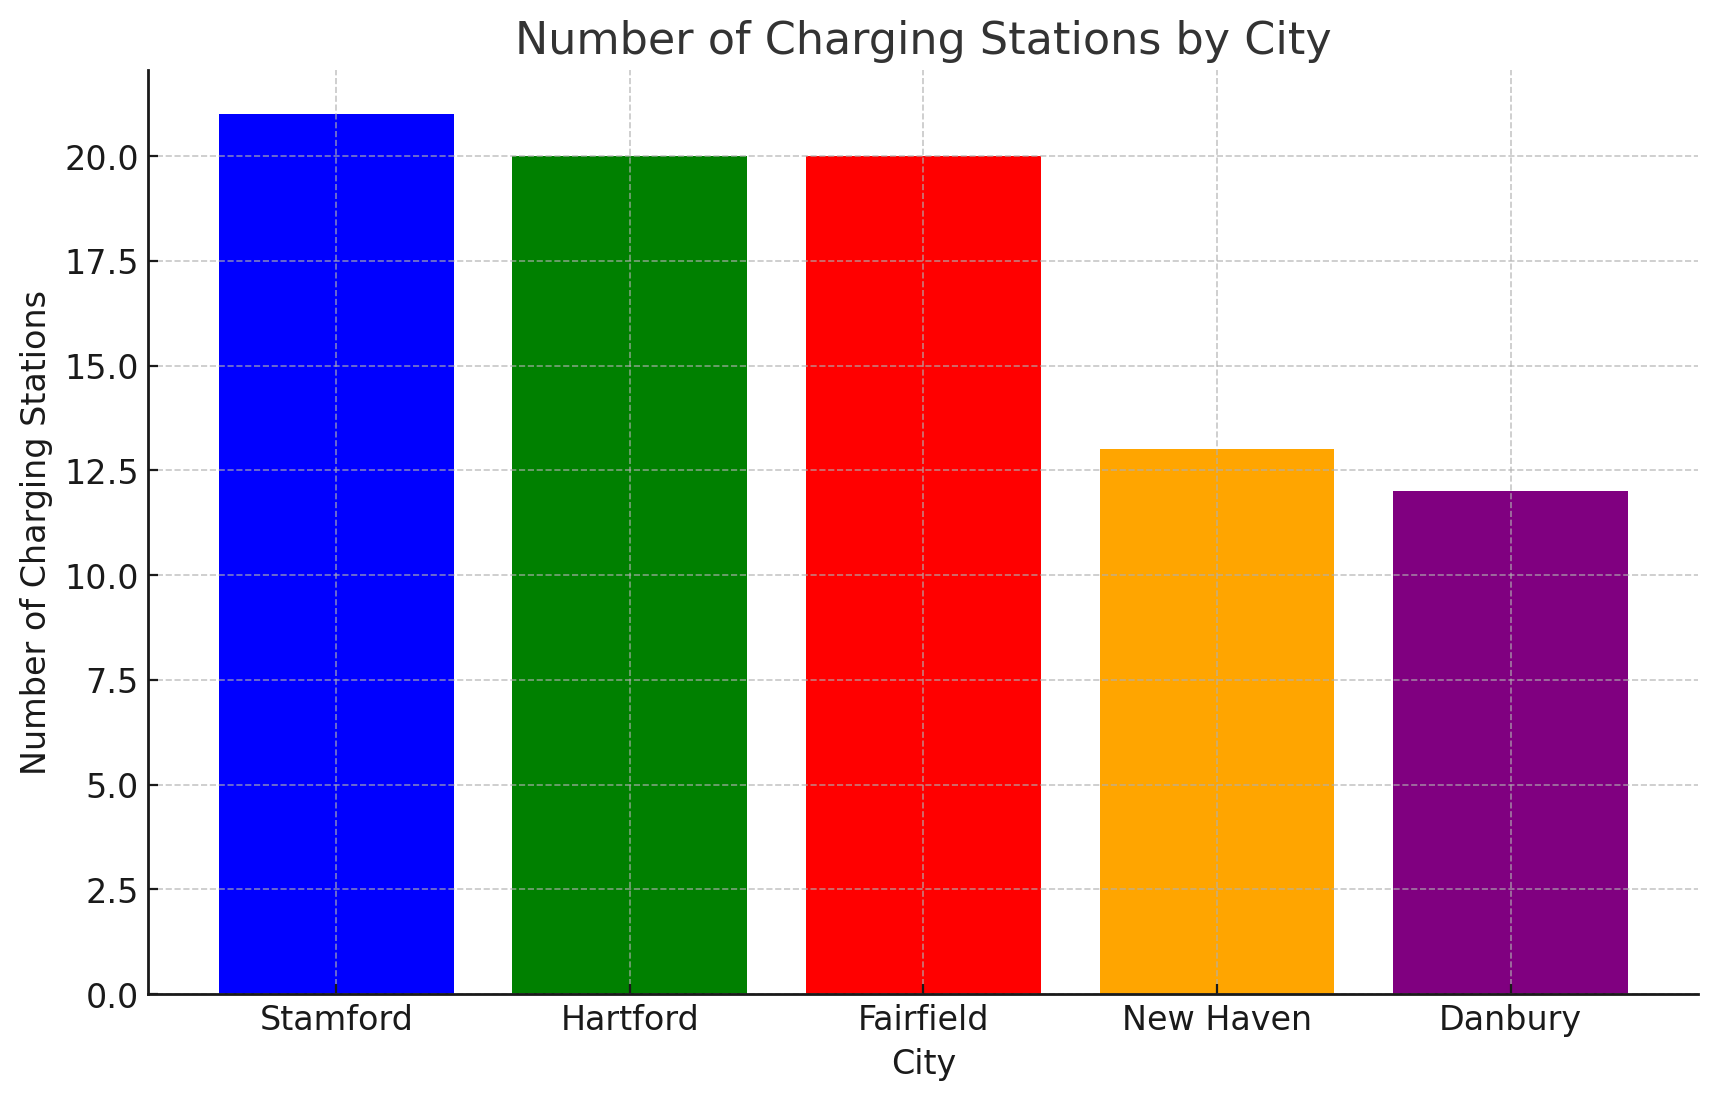 Number of Charging Stations by City
Number of Charging Stations
20.0
17.5
15.0
12.5
10.0
7.5
5.0
2.5
0.0
Stamford Hartford Fairfield New Haven Danbury
City